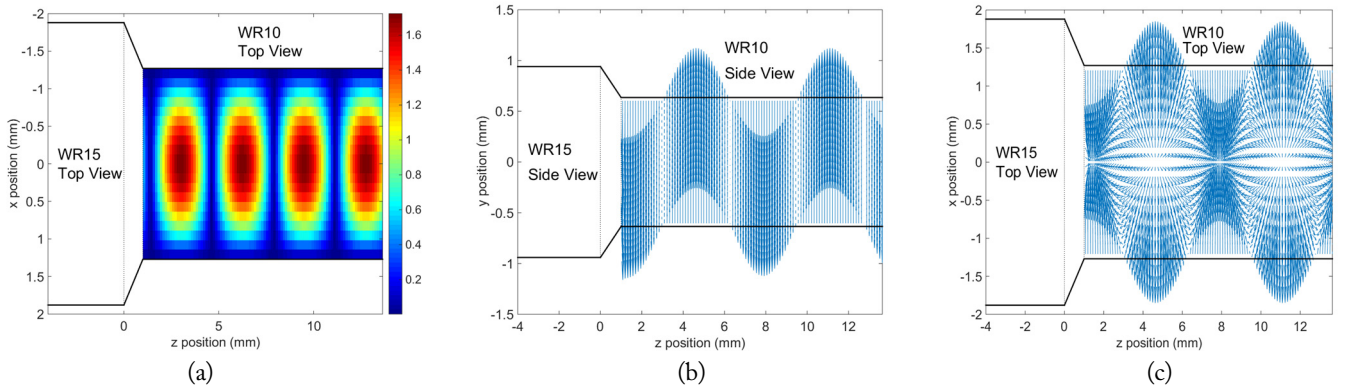 -2
-1.5
-1
-0.5
0
0.5
1
1.5
2
x position (mm)
WR10
Top View
WR15
Top View
0
5
10
z position (mm)
1.6
1.4
1.2
1
0.8
0.6
0.4
0.2
(a)
1.5
1
0.5
0
-0.5
-1
-1.5
y position (mm)
WR10
Side View
WR15
Side View
-4
-2
0
2
4
6
8
10
12
z position (mm)
(b)
2
1.5
1
0.5
0
-0.5
-1
-1.5
-2
x position (mm)
WR10
Top View
WR15
Top View
-4
-2
0
2
4
6
8
10
12
z position (mm)
(c)